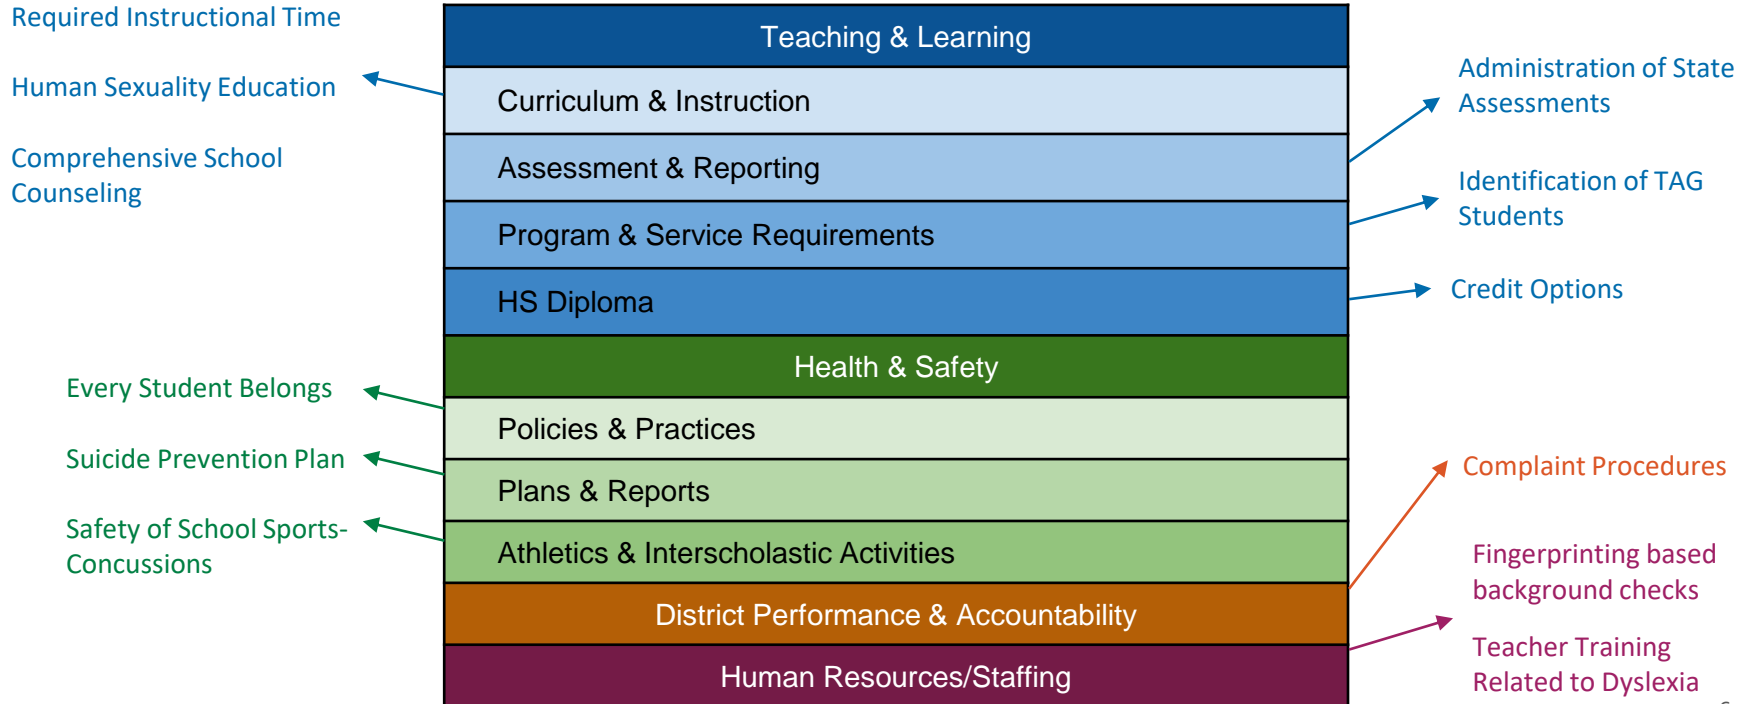 Required Instructional Time
Human Sexuality Education
Comprehensive School
Counseling
Teaching & Learning
Curriculum & Instruction
Assessment & Reporting
Program & Service Requirements
HS Diploma
Administration of State
Assessments
Identification of TAG
Students
Credit Options
Health & Safety
Every Student Belongs
Suicide Prevention Plan
Safety of School Sports-
Concussions
Policies & Practices
Plans & Reports
Athletics & Interscholastic Activities
District Performance & Accountability
Human Resources/Staffing
Complaint Procedures
Fingerprinting based
background checks
Teacher Training
Related to Dyslexia